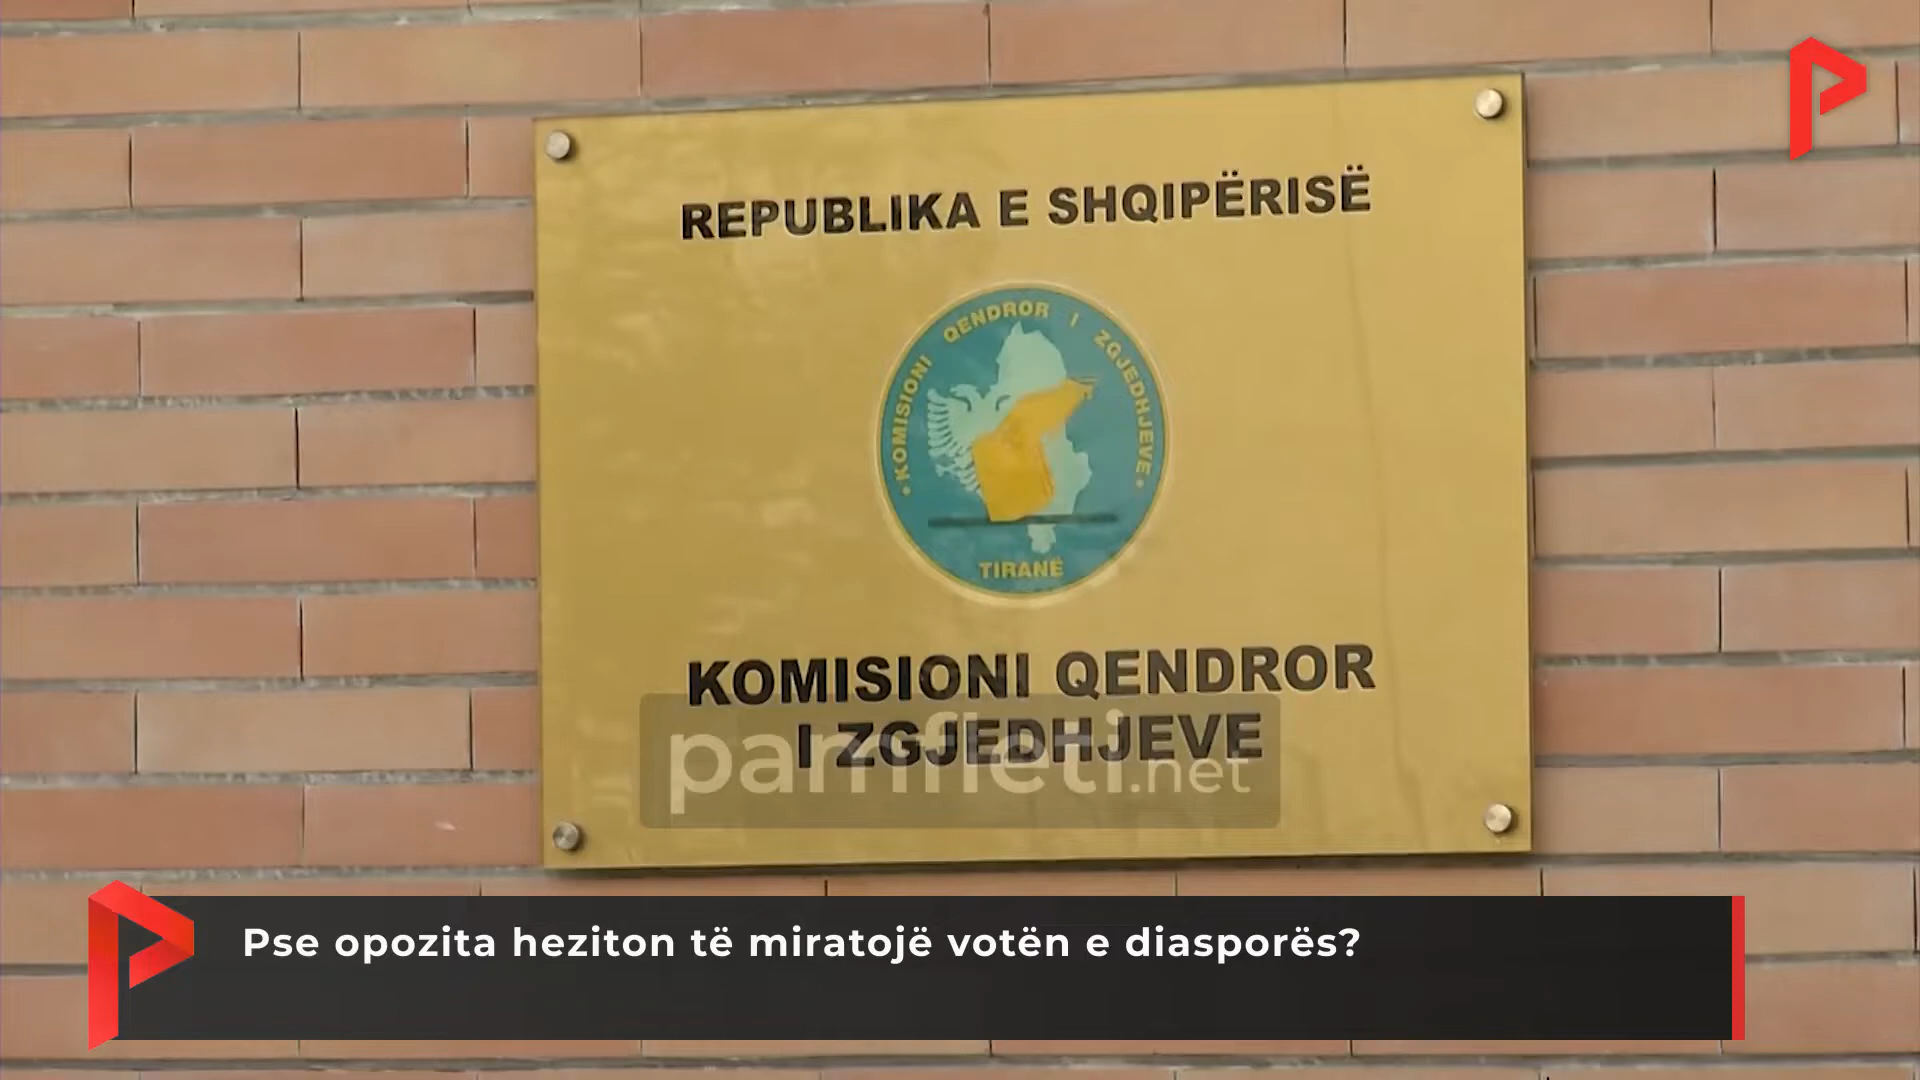 REPUBLIKA E SHQIPËRISË
• KOMISIONI QENDROR I ZGJEDHJEVE •
TIRANË
KOMISIONI QENDROR
I ZGJEDHJEVE
pamfleti.net
Pse opozita heziton të miratojë votën e diasporës?